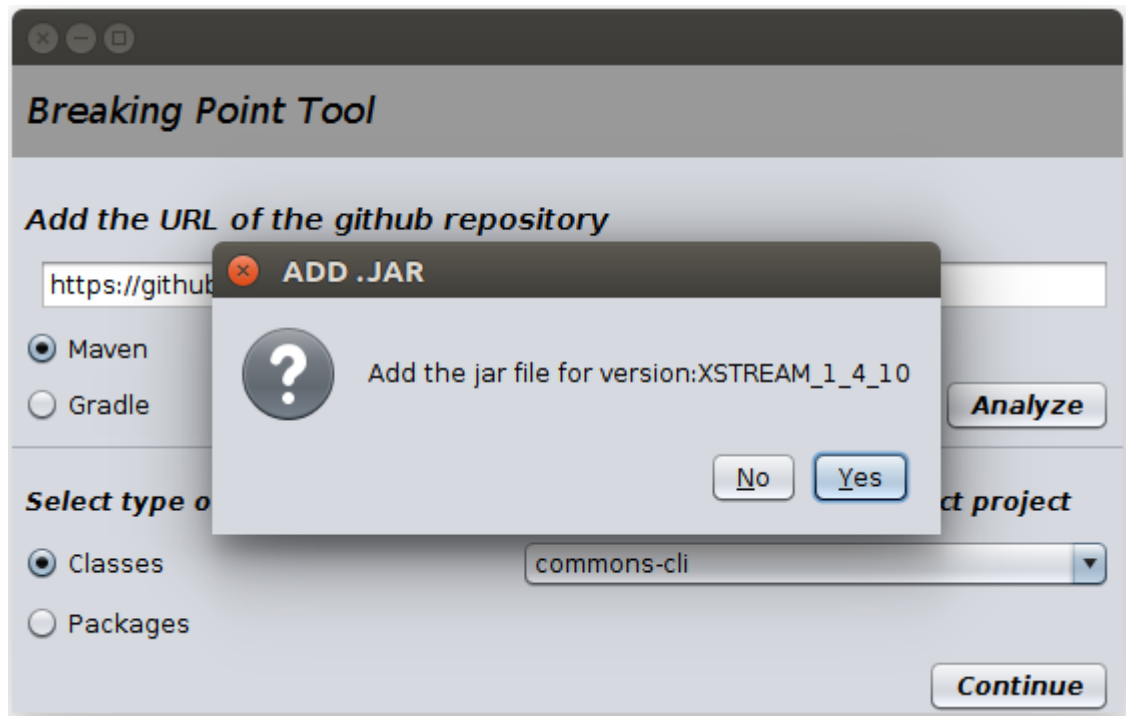 Breaking Point Tool
Add the URL of the github repository
https://github
ADD .JAR
Maven
Add the jar file for version:XSTREAM_1_4_10
Gradle
Analyze
No
Yes
Select type o
project
Classes
commons-cli
Packages
Continue